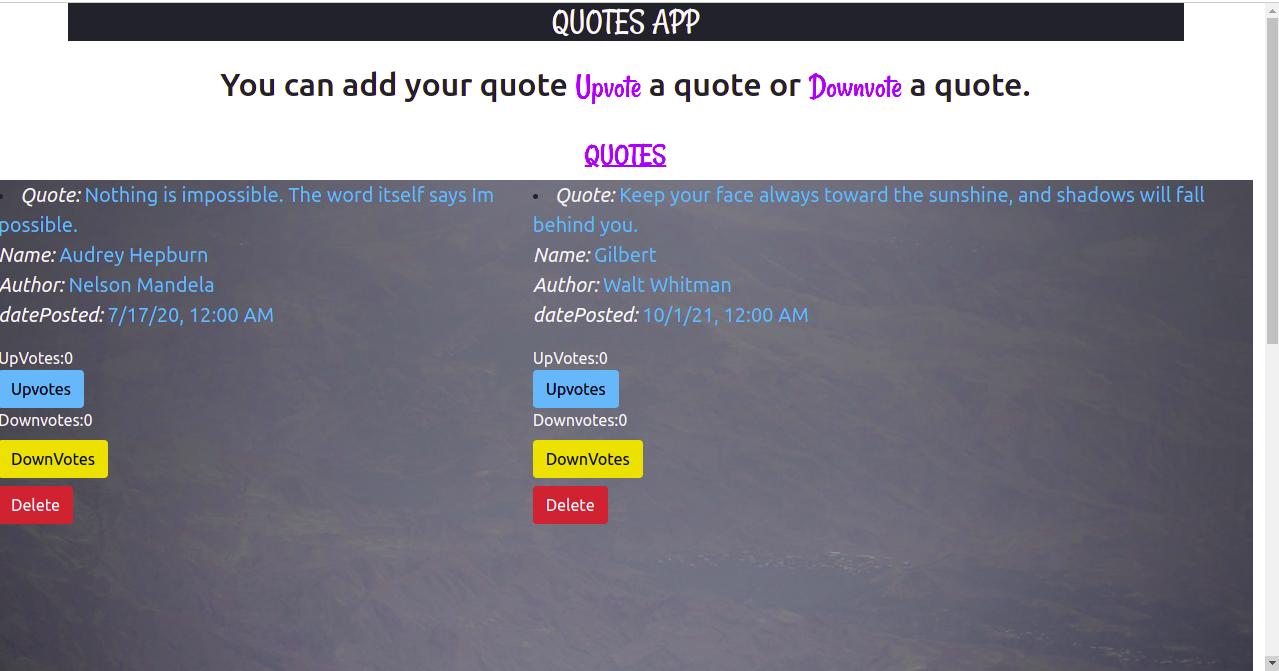 QUOTES APP
You can add your quote Upvote a quote or Downvote a quote.
QUOTES
Quote: Nothing is impossible. The word itself says Im
possible.
Name: Audrey Hepburn
Author: Nelson Mandela
datePosted: 7/17/20, 12:00 AM
UpVotes:0
Upvotes
Downvotes:0
DownVotes
Delete
Quote: Keep your face always toward the sunshine, and shadows will fall
behind you.
Name: Gilbert
Author: Walt Whitman
datePosted: 10/1/21, 12:00 AM
UpVotes:0
Upvotes
Downvotes:0
DownVotes
Delete